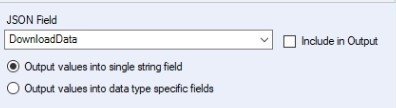 JSON Field
DownloadData
Include in Output
Output values into single string field
Output values into data type specific fields